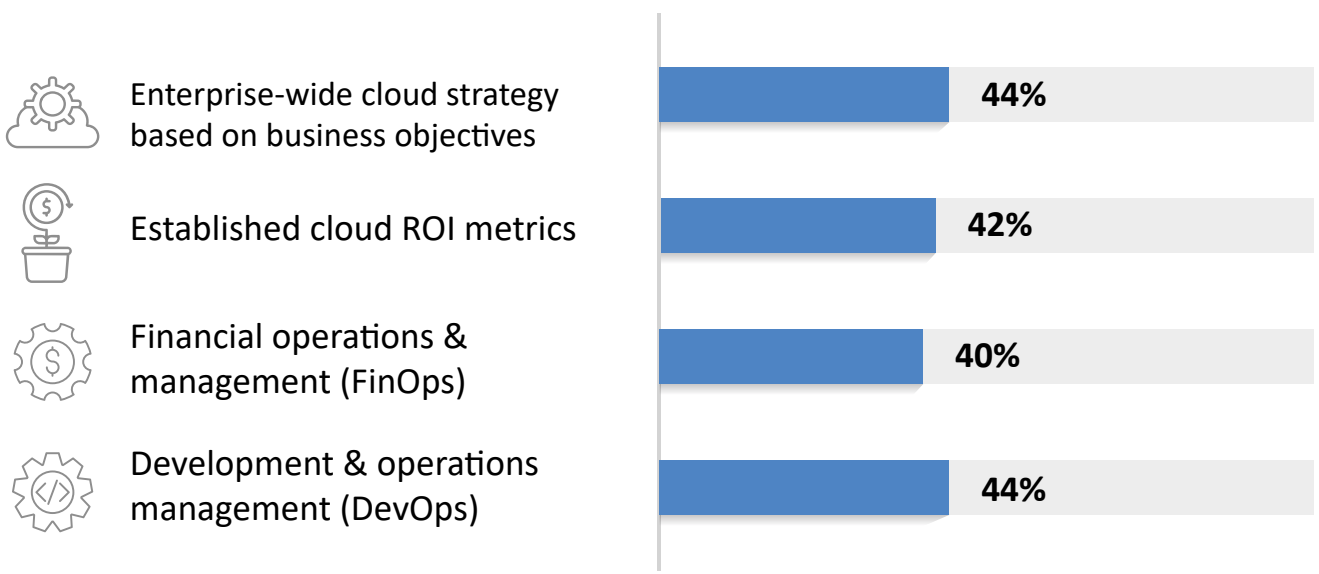 Enterprise-wide cloud strategy
based on business objectives
44%
Established cloud ROI metrics
42%
Financial operations &
management (FinOps)
40%
Development & operations
management (DevOps)
44%